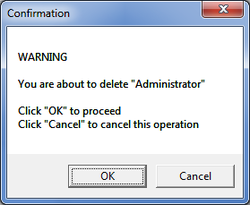 Confirmation
WARNING
You are about to delete "Administrator"
Click "OK" to proceed
Click "Cancel" to cancel this operation
OK
Cancel